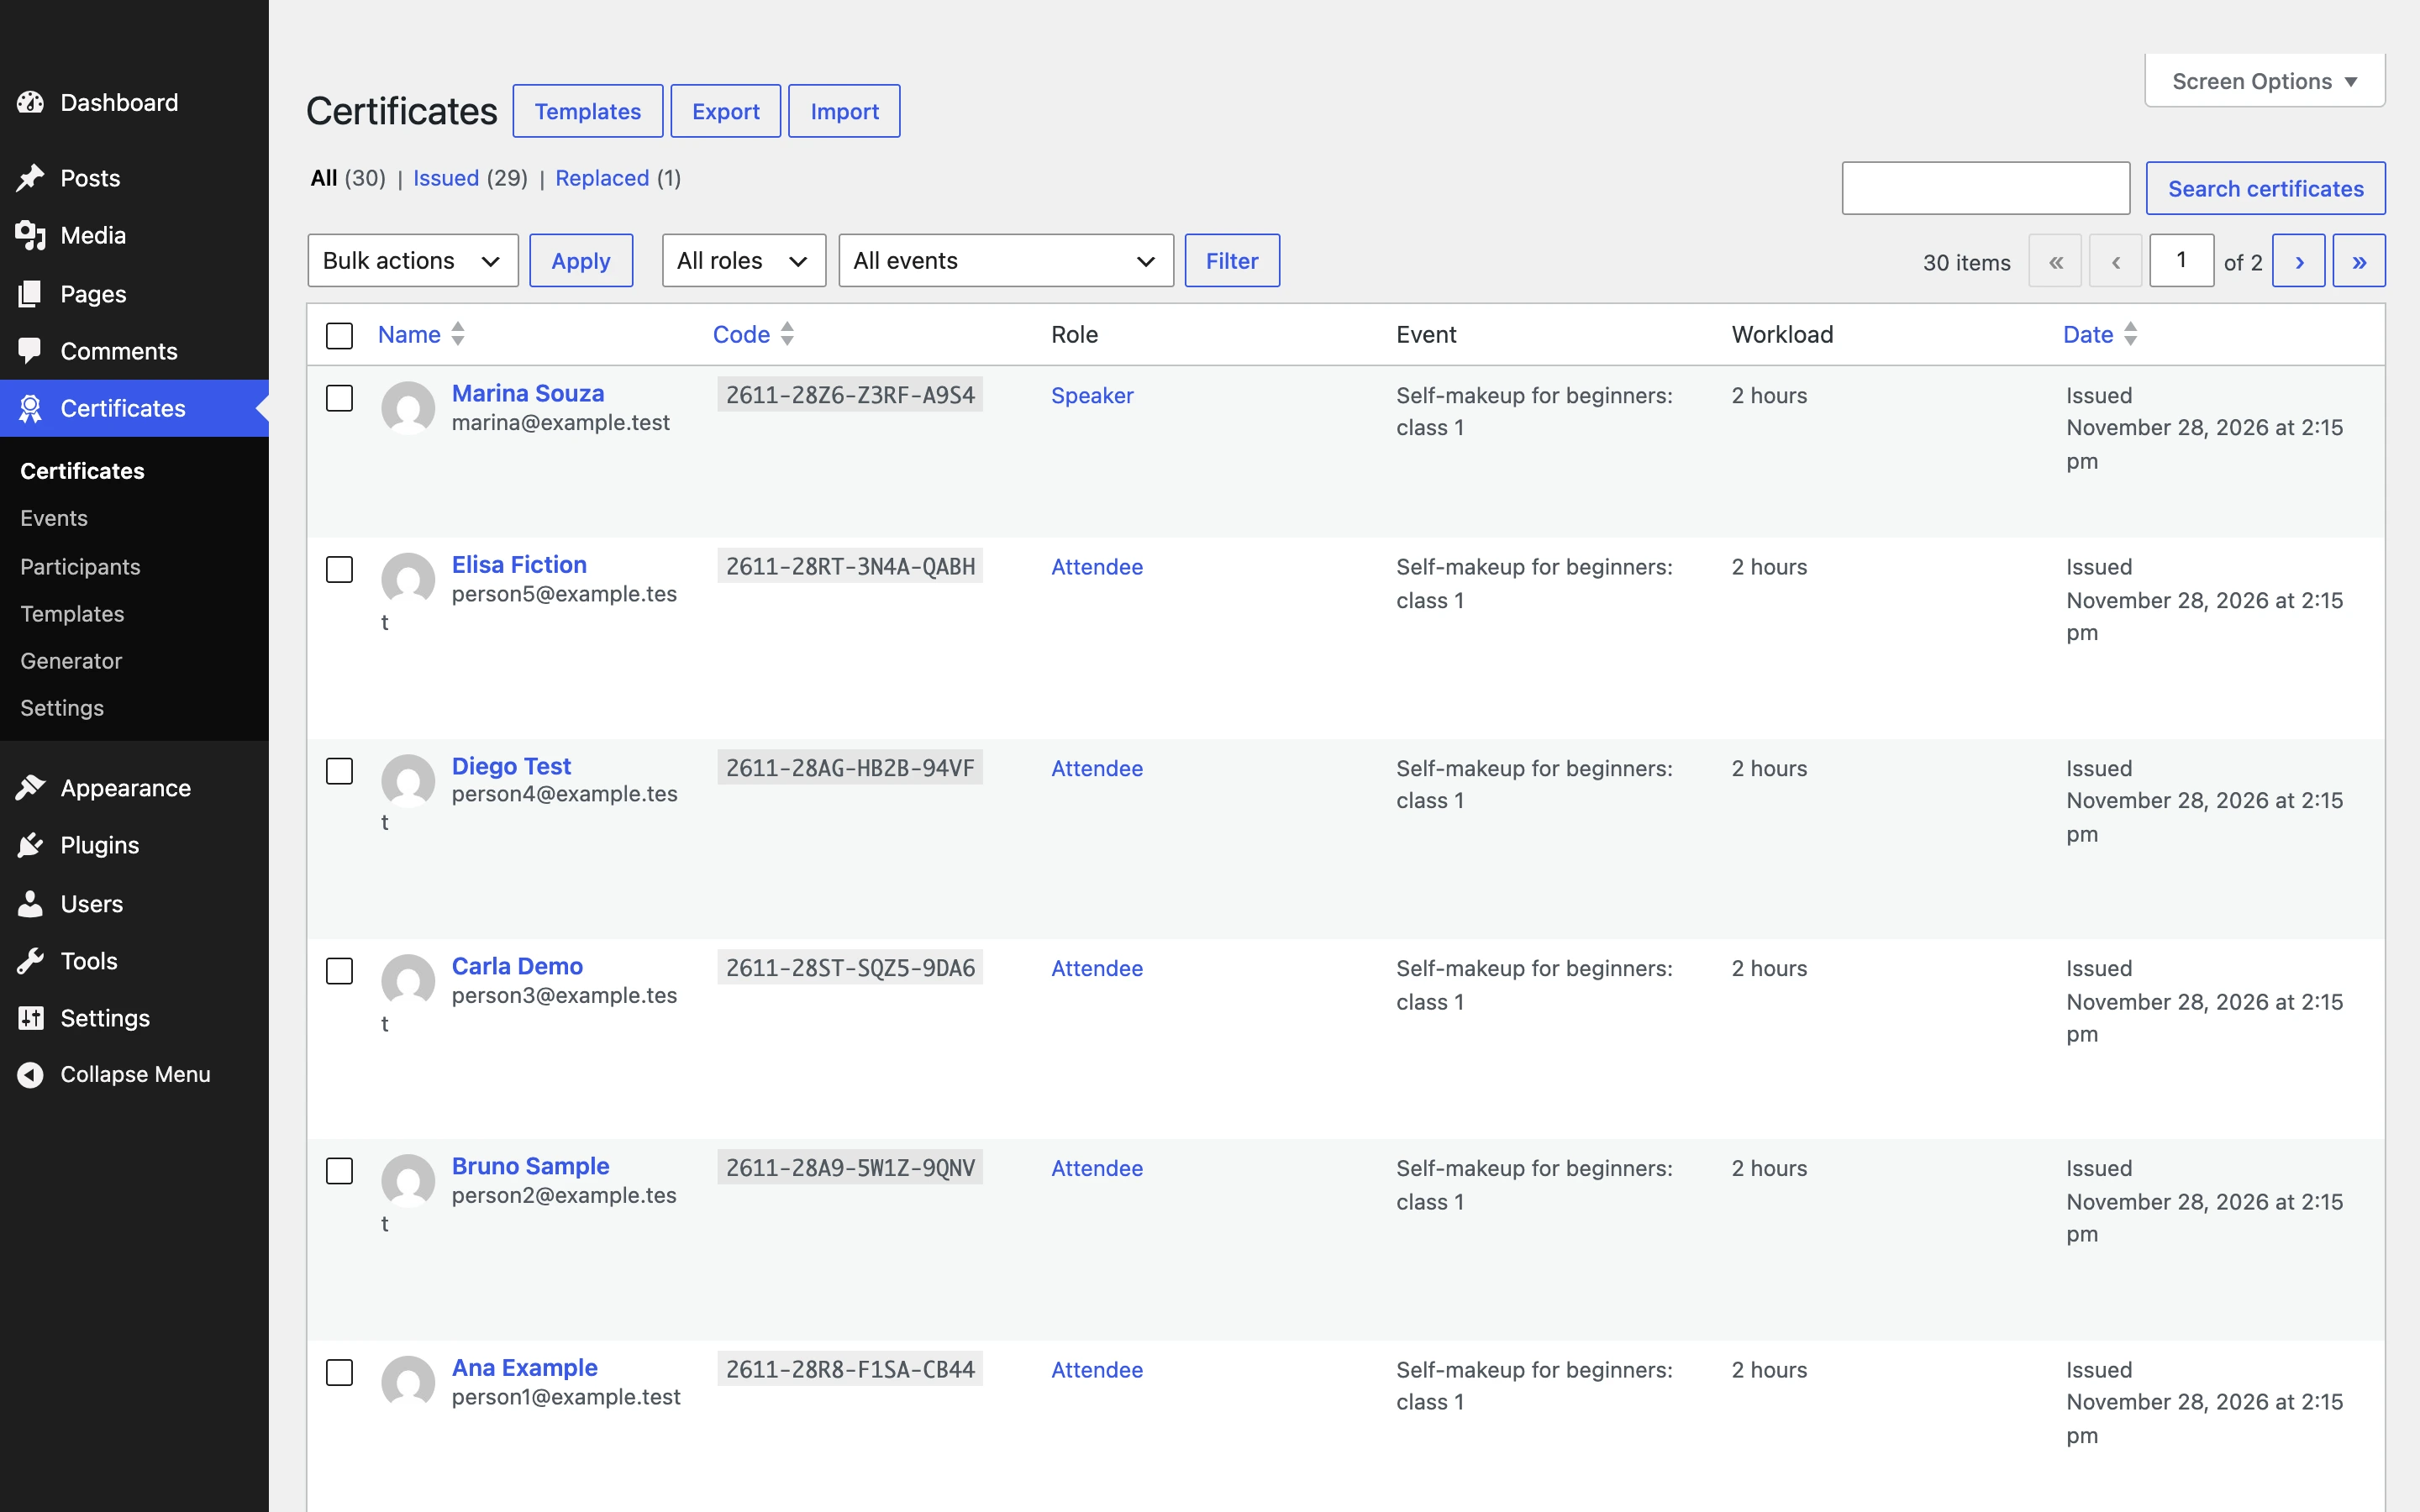 Dashboard
Posts
Media
Pages
Comments
Certificates
Certificates
Events
Participants
Templates
Generator
Settings
Appearance
Plugins
Users
Tools
Settings
Collapse Menu
Screen Options ▼
Certificates Templates Export Import
All (30) | Issued (29) | Replaced (1)
Search certificates
Bulk actions Apply All roles All events Filter
30 items « ‹ 1 of 2 › »
Name Code Role Event Workload Date
Marina Souza 2611-28Z6-Z3RF-A9S4 Speaker Self-makeup for beginners: 2 hours Issued
marina@example.test class 1 November 28, 2026 at 2:15
pm
Elisa Fiction 2611-28RT-3N4A-QABH Attendee Self-makeup for beginners: 2 hours Issued
person5@example.tes class 1 November 28, 2026 at 2:15
t pm
Diego Test 2611-28AG-HB2B-94VF Attendee Self-makeup for beginners: 2 hours Issued
person4@example.tes class 1 November 28, 2026 at 2:15
t pm
Carla Demo 2611-28ST-SQZ5-9DA6 Attendee Self-makeup for beginners: 2 hours Issued
person3@example.tes class 1 November 28, 2026 at 2:15
t pm
Bruno Sample 2611-28A9-5W1Z-9QNV Attendee Self-makeup for beginners: 2 hours Issued
person2@example.tes class 1 November 28, 2026 at 2:15
t pm
Ana Example 2611-28R8-F1SA-CB44 Attendee Self-makeup for beginners: 2 hours Issued
person1@example.test class 1 November 28, 2026 at 2:15
pm